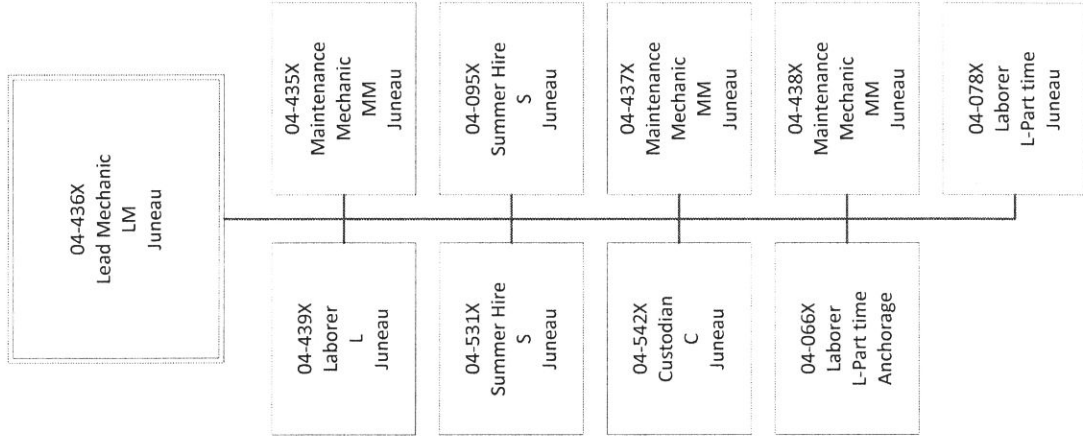 04-436X
Lead Mechanic
LM
Juneau
04-439X
Laborer
L
Juneau
04-435X
Maintenance
Mechanic
MM
Juneau
04-531X
Summer Hire
S
Juneau
04-095X
Summer Hire
S
Juneau
04-542X
Custodian
C
Juneau
04-437X
Maintenance
Mechanic
MM
Juneau
04-066X
Laborer
L-Part time
Anchorage
04-438X
Maintenance
Mechanic
MM
Juneau
04-078X
Laborer
L-Part time
Juneau